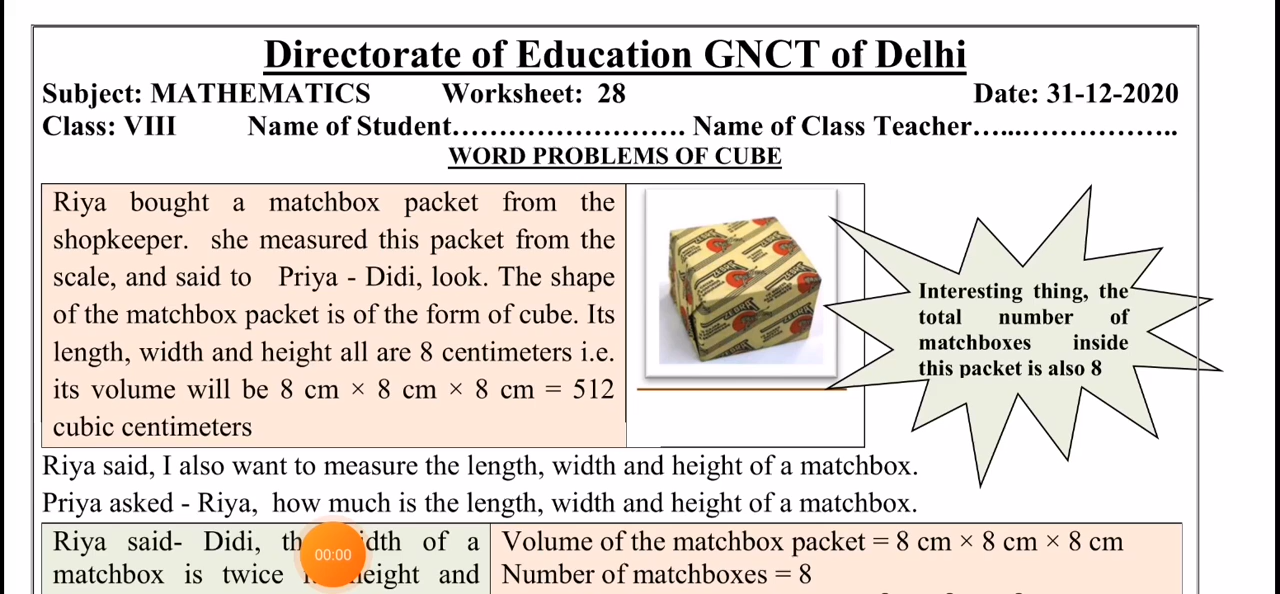 Directorate of Education GNCT of Delhi
Subject: MATHEMATICS Worksheet: 28 Date: 31-12-2020
Class: VIII Name of Student......................... Name of Class Teacher.......................
WORD PROBLEMS OF CUBE
Riya bought a matchbox packet from the
shopkeeper. she measured this packet from the
scale, and said to Priya - Didi, look. The shape
of the matchbox packet is of the form of cube. Its
length, width and height all are 8 centimeters i.e.
its volume will be 8 cm × 8 cm × 8 cm = 512
cubic centimeters
Interesting thing, the
total number of
matchboxes inside
this packet is also 8
Riya said, I also want to measure the length, width and height of a matchbox.
Priya asked - Riya, how much is the length, width and height of a matchbox.
Riya said- Didi, of a
matchbox is twice and
00:00
Volume of the matchbox packet = 8 cm × 8 cm × 8 cm
Number of matchboxes = 8